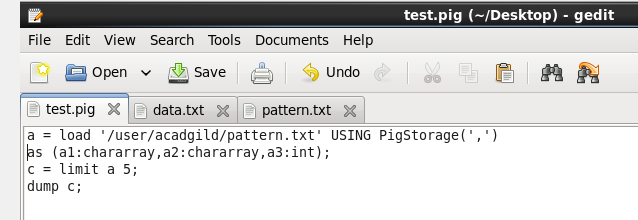 test.pig (~/Desktop) - gedit
File Edit View Search Tools Documents Help
Open Save Undo
test.pig data.txt pattern.txt
a = load '/user/acadgild/pattern.txt' USING PigStorage(',')
as (a1:chararray,a2:chararray,a3:int);
c = limit a 5;
dump c;